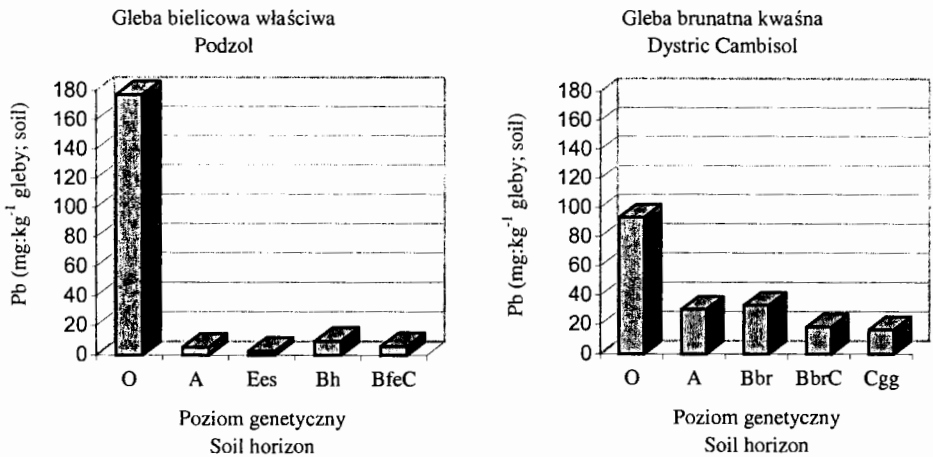 Gleba bielicowa właściwa
Podzol
Pb (mg:kg⁻¹ gleby; soil)
180
160
140
120
100
80
60
40
20
0
O A Ees Bh BfeC
Poziom genetyczny
Soil horizon
Gleba brunatna kwaśna
Dystric Cambisol
Pb (mg:kg⁻¹ gleby; soil)
180
160
140
120
100
80
60
40
20
0
O A Bbr BbrC Cgg
Poziom genetyczny
Soil horizon